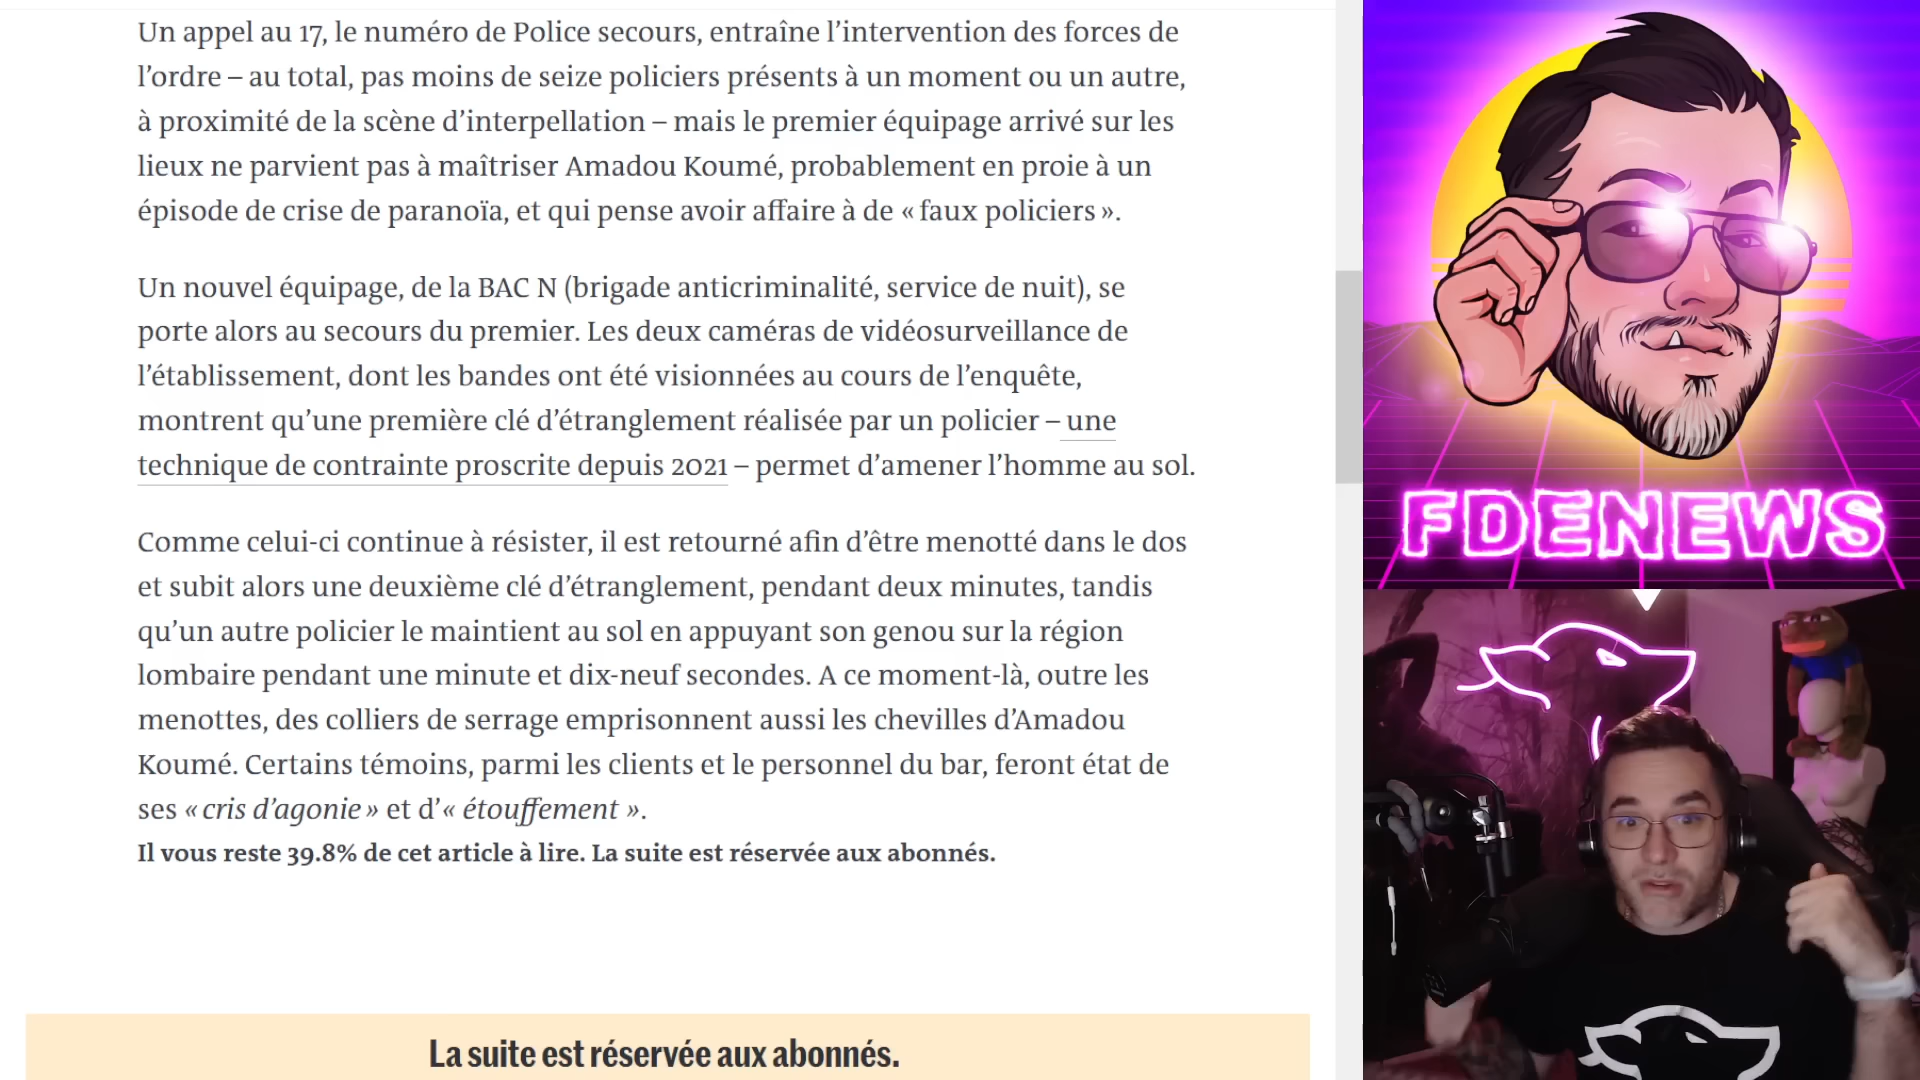 Un appel au 17, le numéro de Police secours, entraîne l’intervention des forces de
l’ordre – au total, pas moins de seize policiers présents à un moment ou un autre,
à proximité de la scène d’interpellation – mais le premier équipage arrivé sur les
lieux ne parvient pas à maîtriser Amadou Koumé, probablement en proie à un
épisode de crise de paranoïa, et qui pense avoir affaire à de « faux policiers ».
Un nouvel équipage, de la BAC N (brigade anticriminalité, service de nuit), se
porte alors au secours du premier. Les deux caméras de vidéosurveillance de
l’établissement, dont les bandes ont été visionnées au cours de l’enquête,
montrent qu’une première clé d’étranglement réalisée par un policier – une
technique de contrainte proscrite depuis 2021 – permet d’amener l’homme au sol.
Comme celui-ci continue à résister, il est retourné afin d’être menotté dans le dos
et subit alors une deuxième clé d’étranglement, pendant deux minutes, tandis
qu’un autre policier le maintient au sol en appuyant son genou sur la région
lombaire pendant une minute et dix-neuf secondes. A ce moment-là, outre les
menottes, des colliers de serrage emprisonnent aussi les chevilles d’Amadou
Koumé. Certains témoins, parmi les clients et le personnel du bar, feront état de
ses « cris d’agonie » et d’« étouffement ».
Il vous reste 39.8% de cet article à lire. La suite est réservée aux abonnés.
La suite est réservée aux abonnés.
FDENEWS